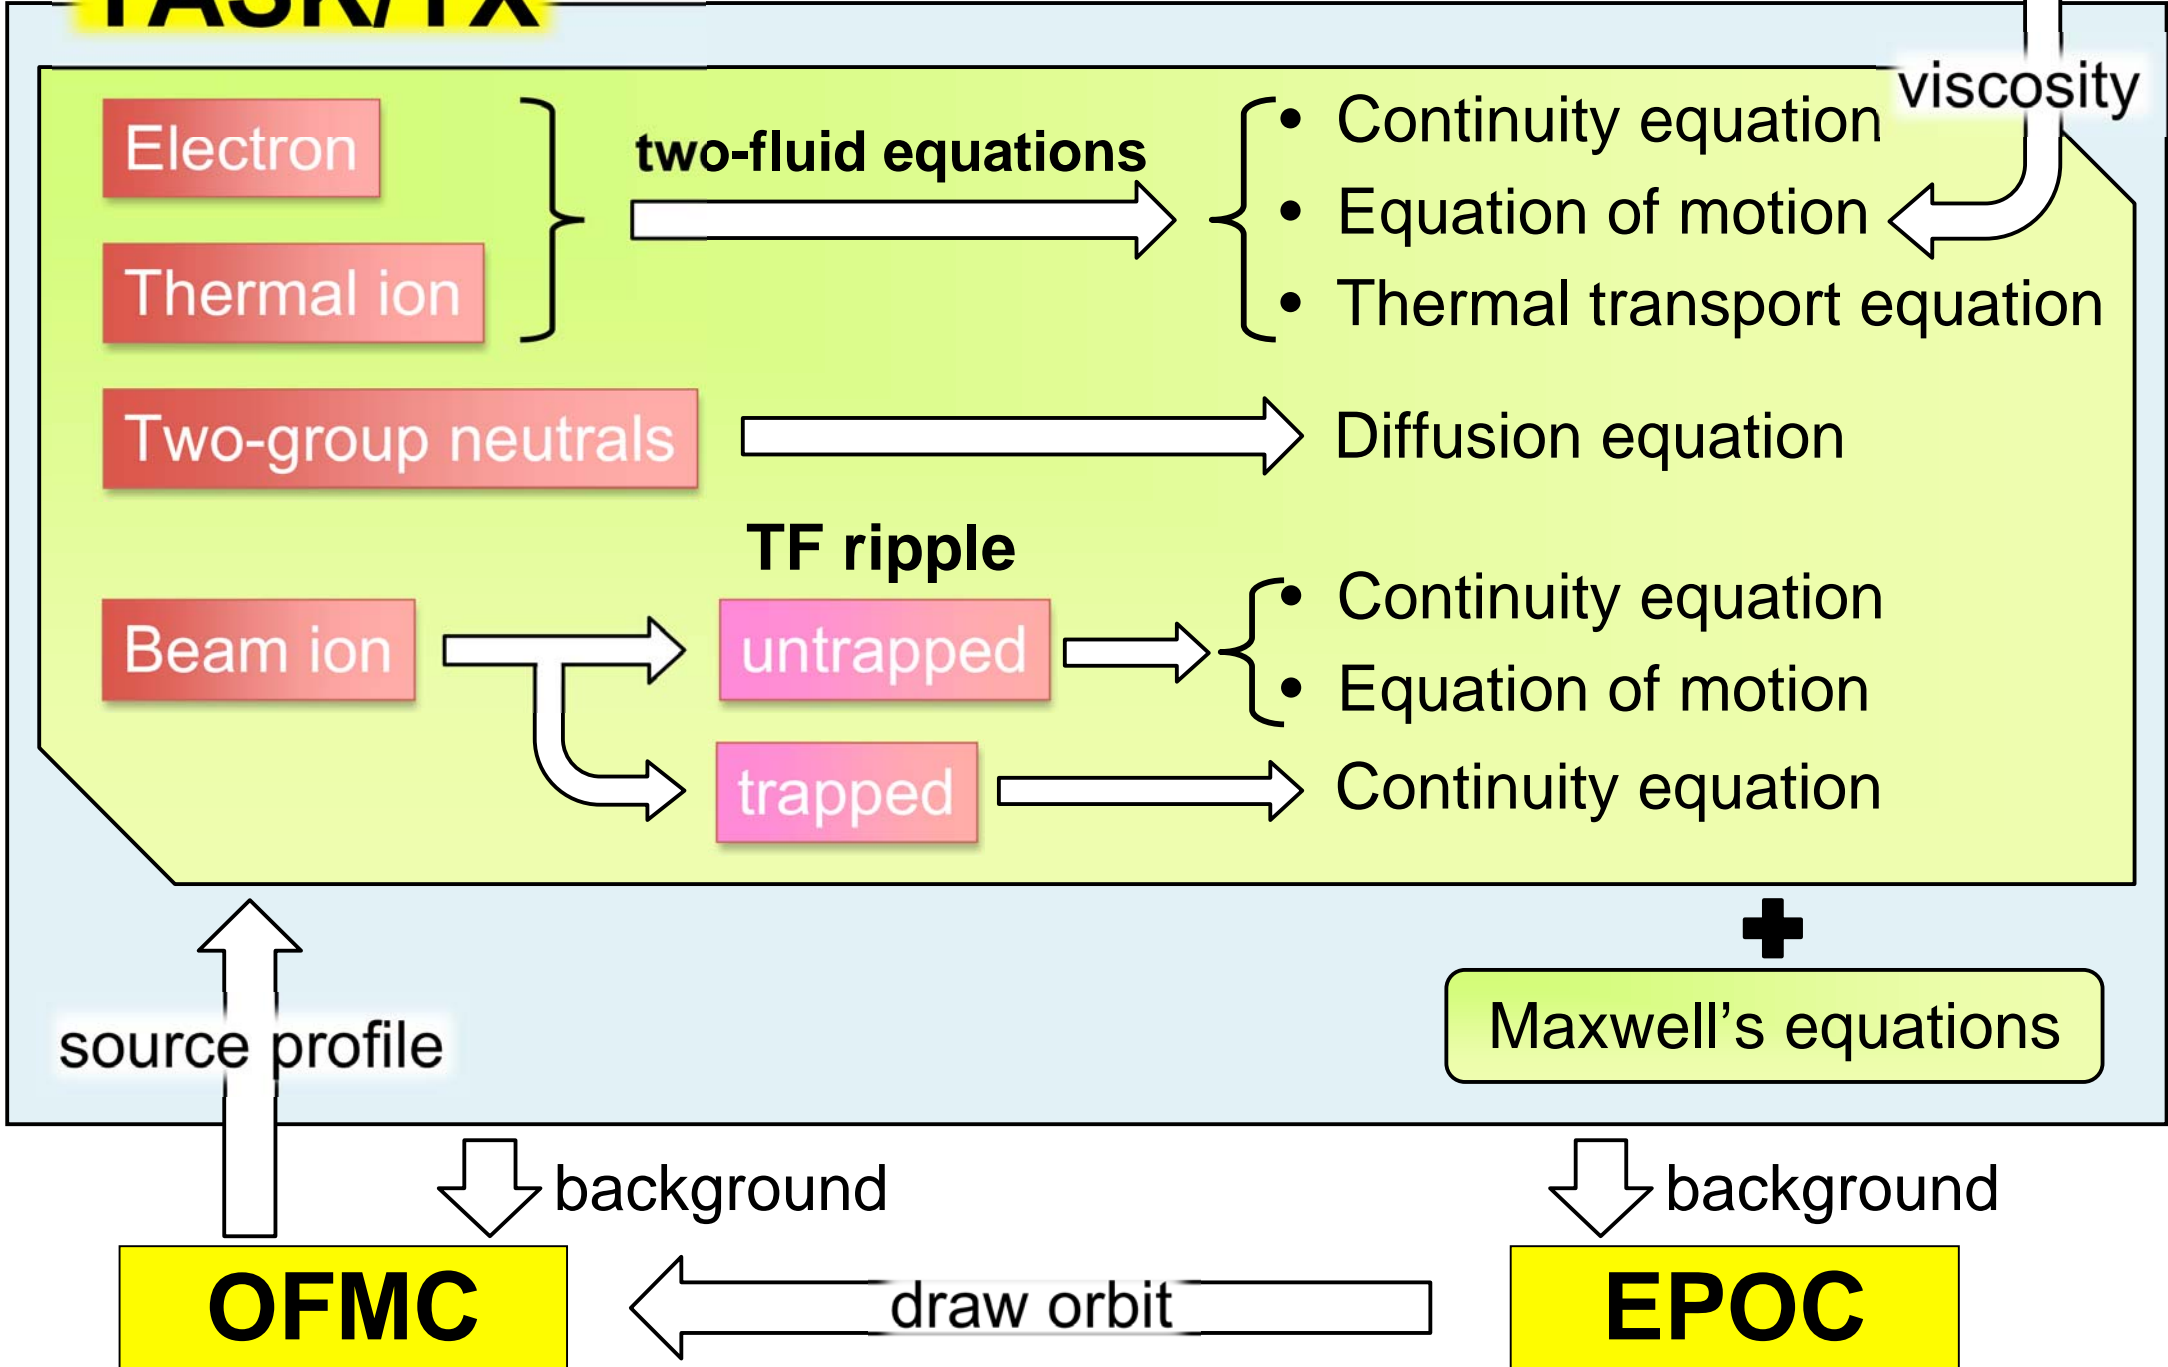 TASK/TX
viscosity
Electron
two-fluid equations
• Continuity equation
Thermal ion
• Equation of motion
• Thermal transport equation
Two-group neutrals
Diffusion equation
TF ripple
Beam ion
untrapped
• Continuity equation
• Equation of motion
trapped
Continuity equation
source profile
Maxwell’s equations
background
background
OFMC
draw orbit
EPOC